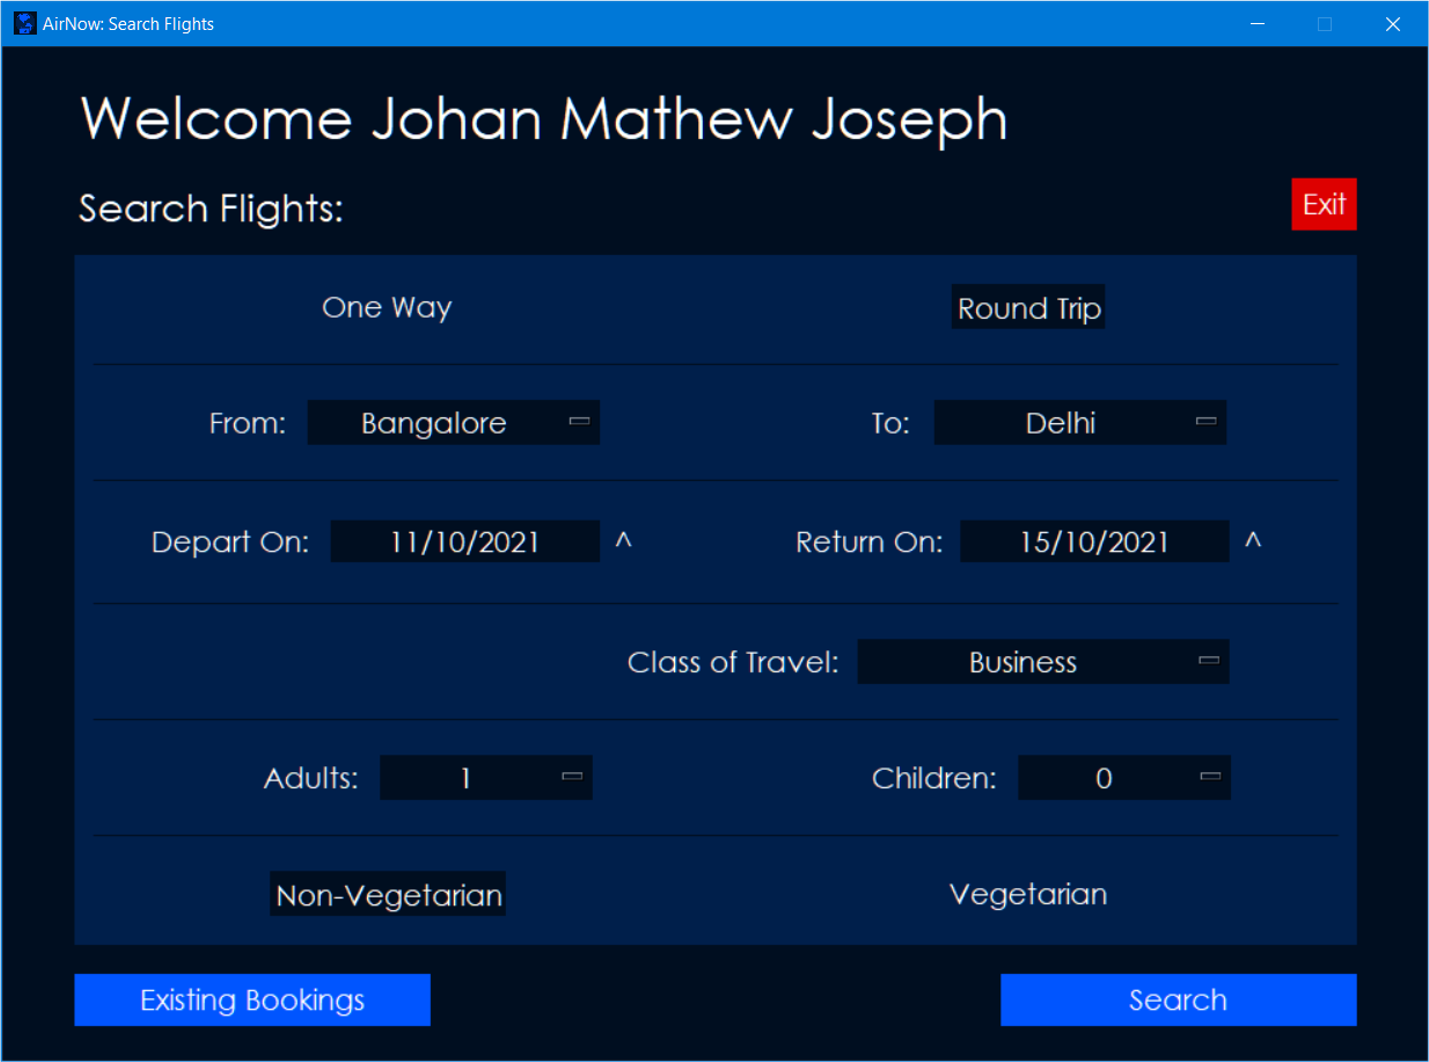 AirNow: Search Flights
Welcome Johan Mathew Joseph
Search Flights:
Exit
One Way
Round Trip
From: Bangalore
To: Delhi
Depart On: 11/10/2021 ^
Return On: 15/10/2021 ^
Class of Travel: Business
Adults: 1
Children: 0
Non-Vegetarian
Vegetarian
Existing Bookings
Search